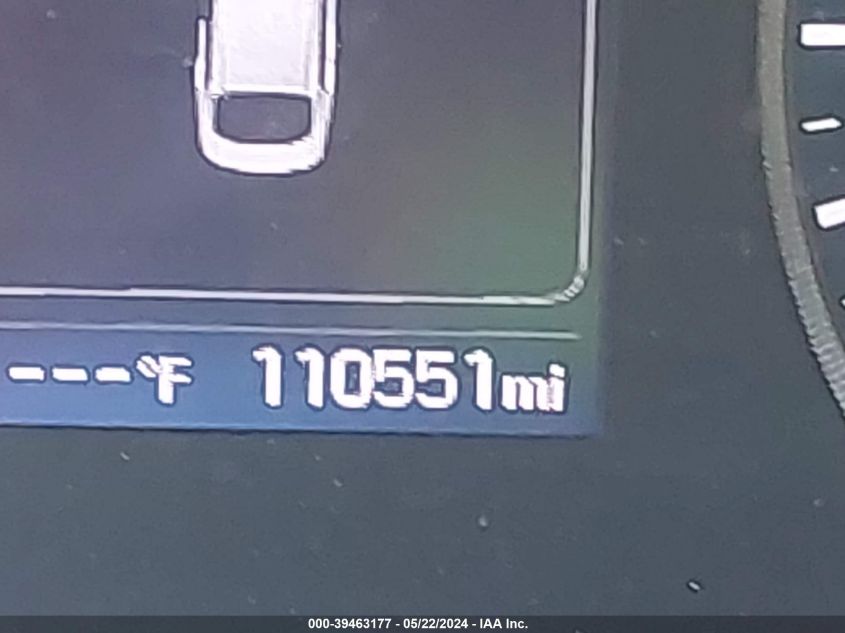 ---°F 110551mi
000-39463177 - 05/22/2024 - IAA Inc.